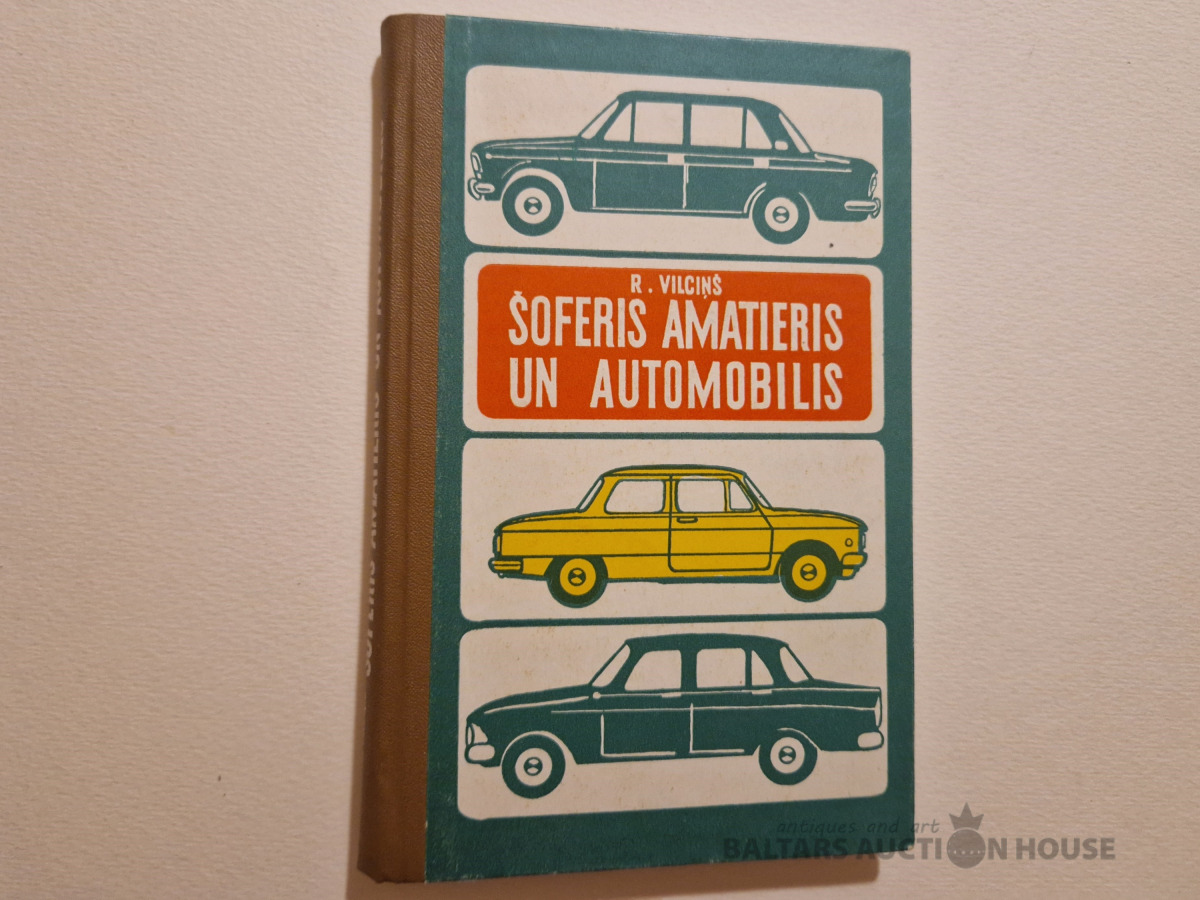 R. VILCIŅŠ
ŠOFERIS AMATIERIS
UN AUTOMOBILIS
antiques and art
BALTARS AUCTION HOUSE